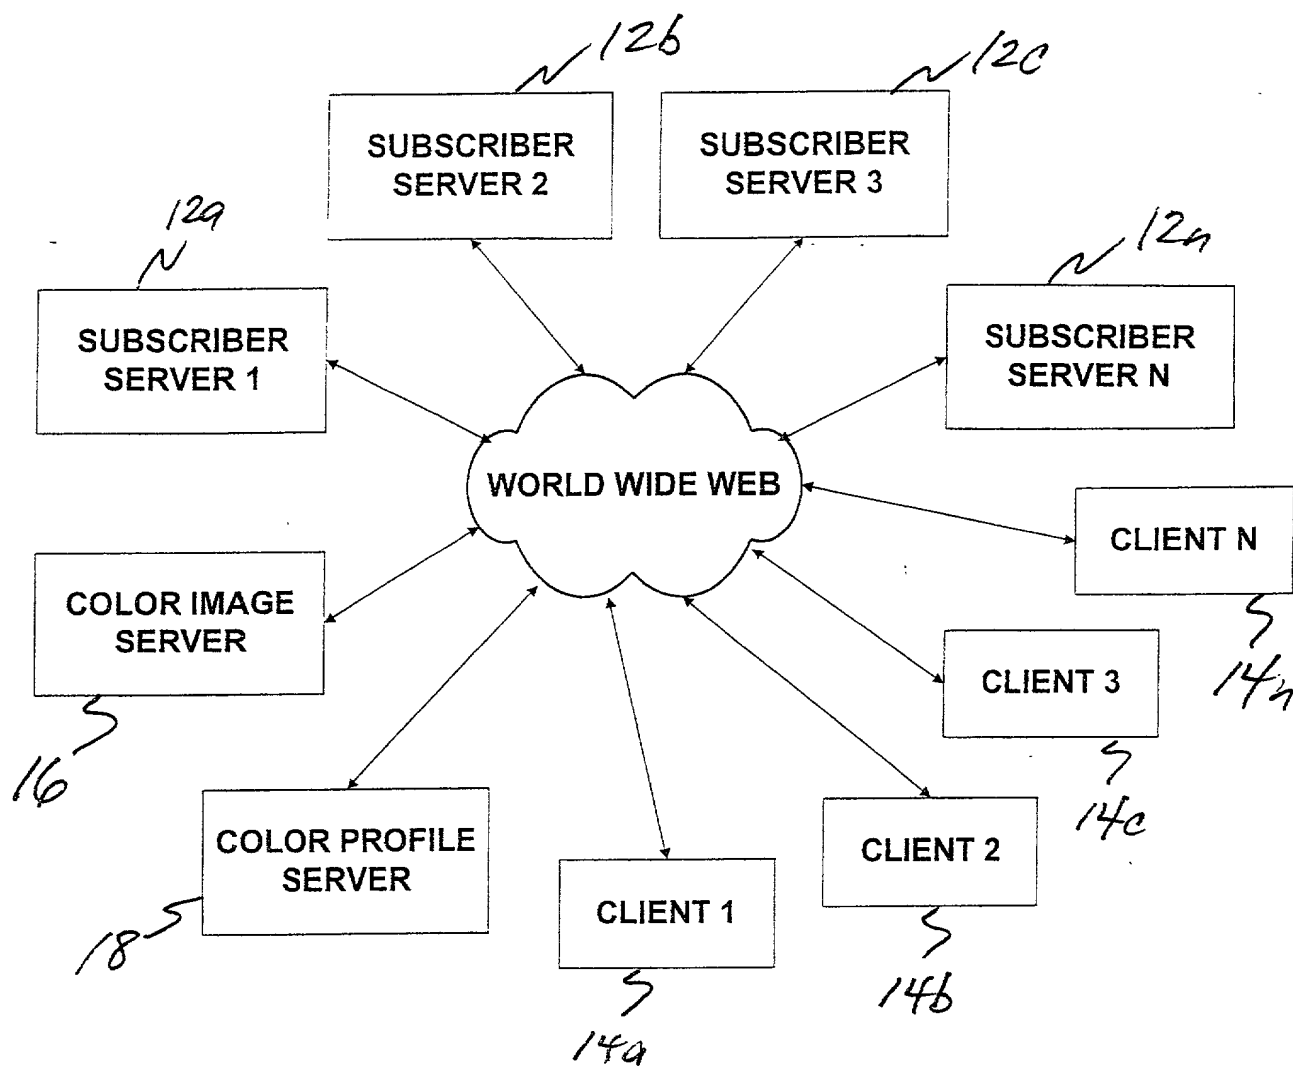 12b
12c
SUBSCRIBER
SERVER 2
SUBSCRIBER
SERVER 3
12a
12n
SUBSCRIBER
SERVER 1
SUBSCRIBER
SERVER N
WORLD WIDE WEB
CLIENT N
COLOR IMAGE
SERVER
14n
CLIENT 3
16
14c
COLOR PROFILE
SERVER
CLIENT 2
CLIENT 1
18
14b
14a